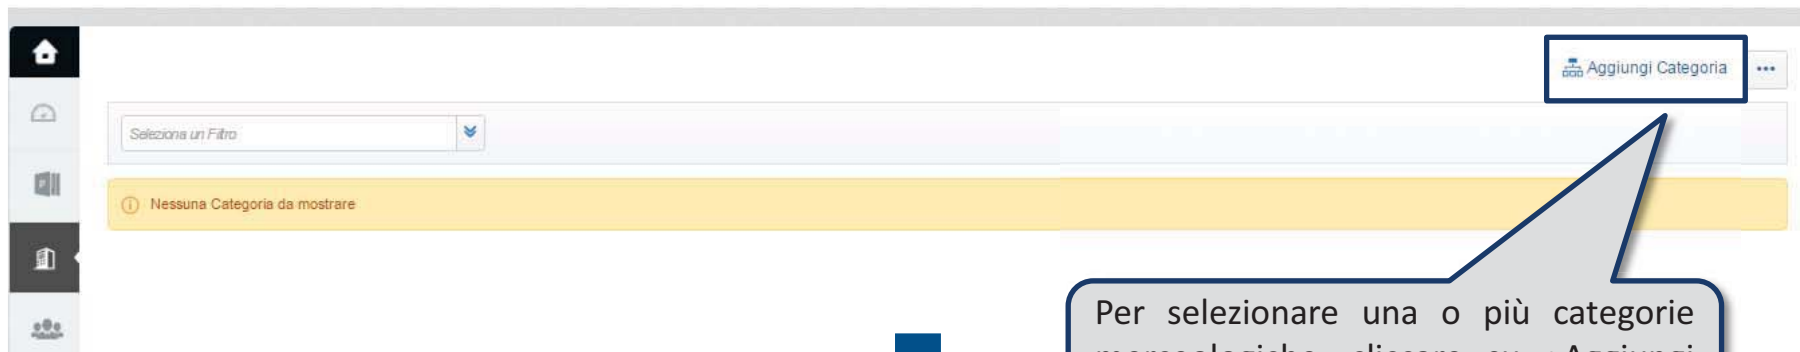 Aggiungi Categoria
Seleziona un Filtro
Nessuna Categoria da mostrare
Per selezionare una o più categorie